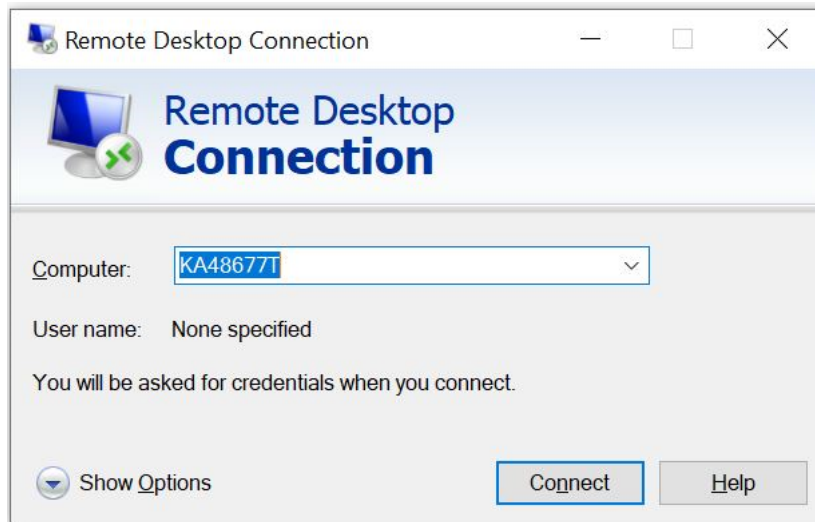 Remote Desktop Connection
Remote Desktop
Connection
Computer: KA48677T
User name: None specified
You will be asked for credentials when you connect.
Show Options Connect Help